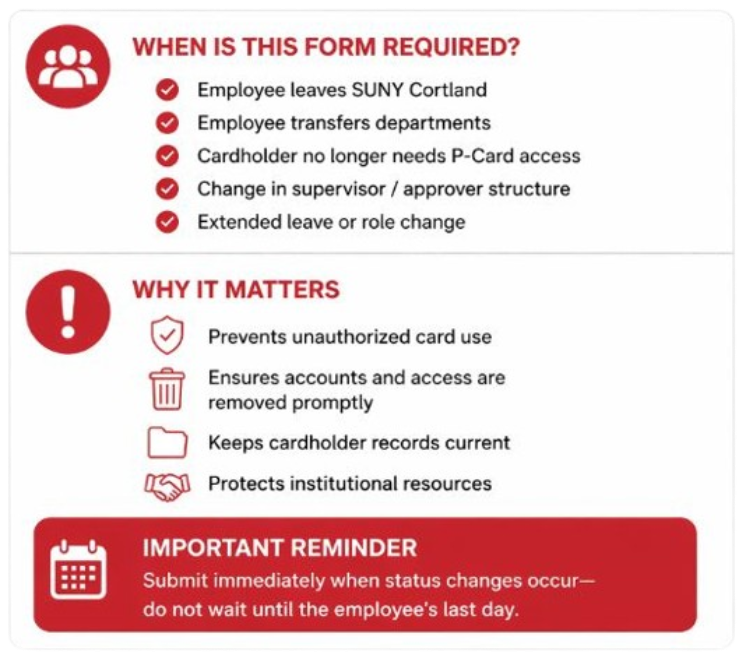 WHEN IS THIS FORM REQUIRED?
Employee leaves SUNY Cortland
Employee transfers departments
Cardholder no longer needs P-Card access
Change in supervisor / approver structure
Extended leave or role change
WHY IT MATTERS
Prevents unauthorized card use
Ensures accounts and access are
removed promptly
Keeps cardholder records current
Protects institutional resources
IMPORTANT REMINDER
Submit immediately when status changes occur—
do not wait until the employee's last day.